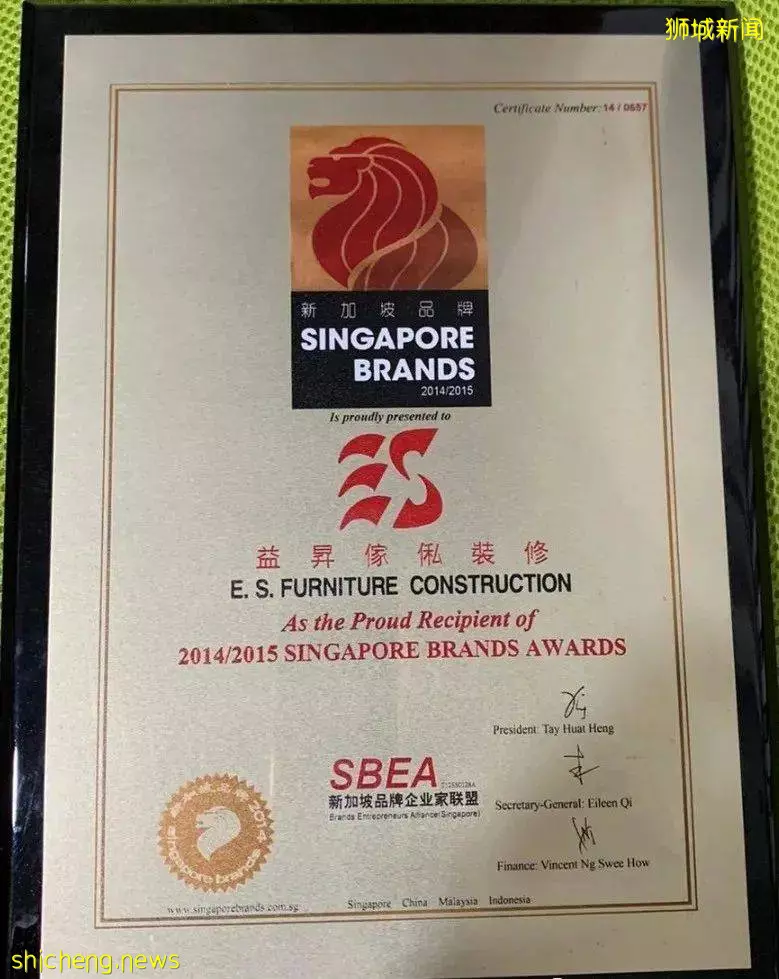 狮城新闻
Certificate Number: 14 / 0657
新加坡品牌
SINGAPORE
BRANDS
2014/2015
Is proudly presented to
ES
益昇傢俬裝修
E. S. FURNITURE CONSTRUCTION
As the Proud Recipient of
2014/2015 SINGAPORE BRANDS AWARDS
President: Tay Huat Heng
SBEA
新加坡品牌企业家联盟
Brands Entrepreneurs Alliance(Singapore)
Secretary-General: Eileen Qi
Finance: Vincent Ng Swee How
singapore brands
www.singaporebrands.com.sg
Singapore China Malaysia Indonesia
shicheng.news